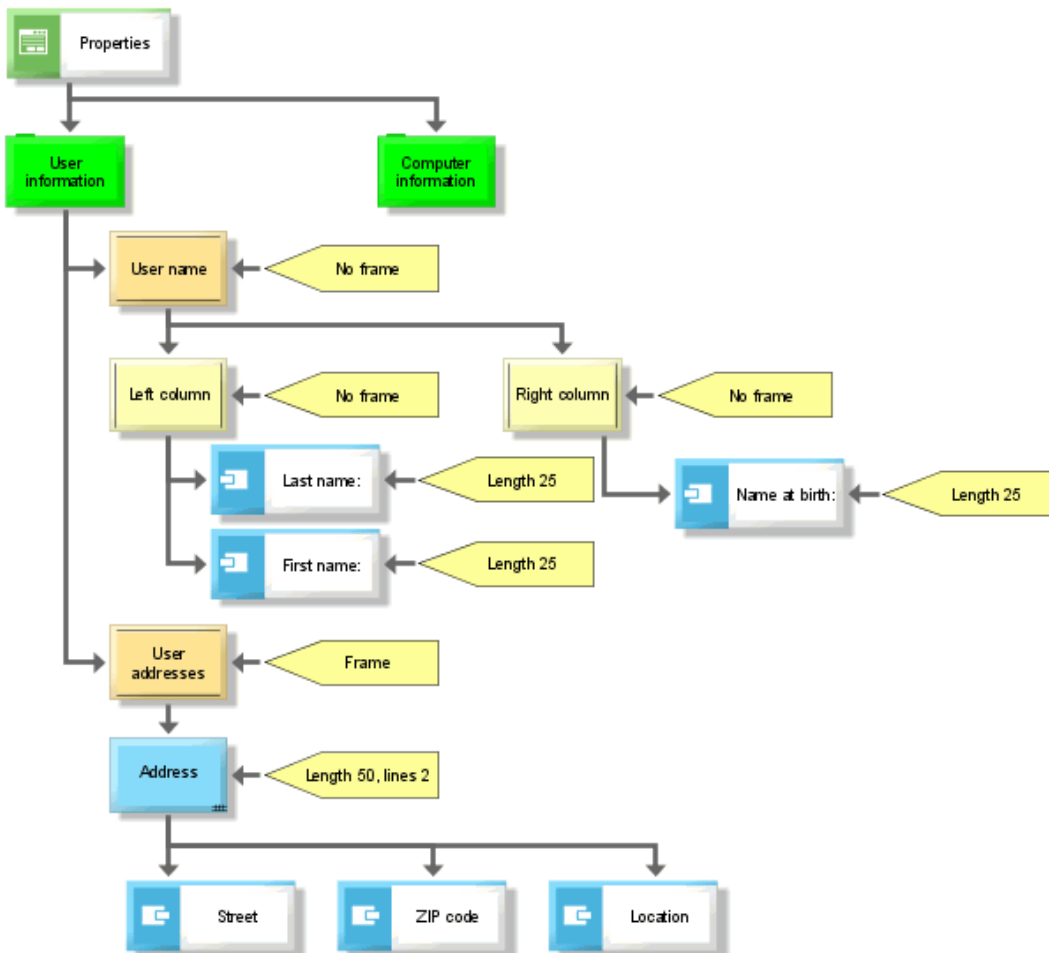 Properties
User
information
Computer
information
User name
No frame
Left column
No frame
Right column
No frame
Last name:
Length 25
Name at birth:
Length 25
First name:
Length 25
User
addresses
Frame
Address
Length 50, lines 2
Street
ZIP code
Location